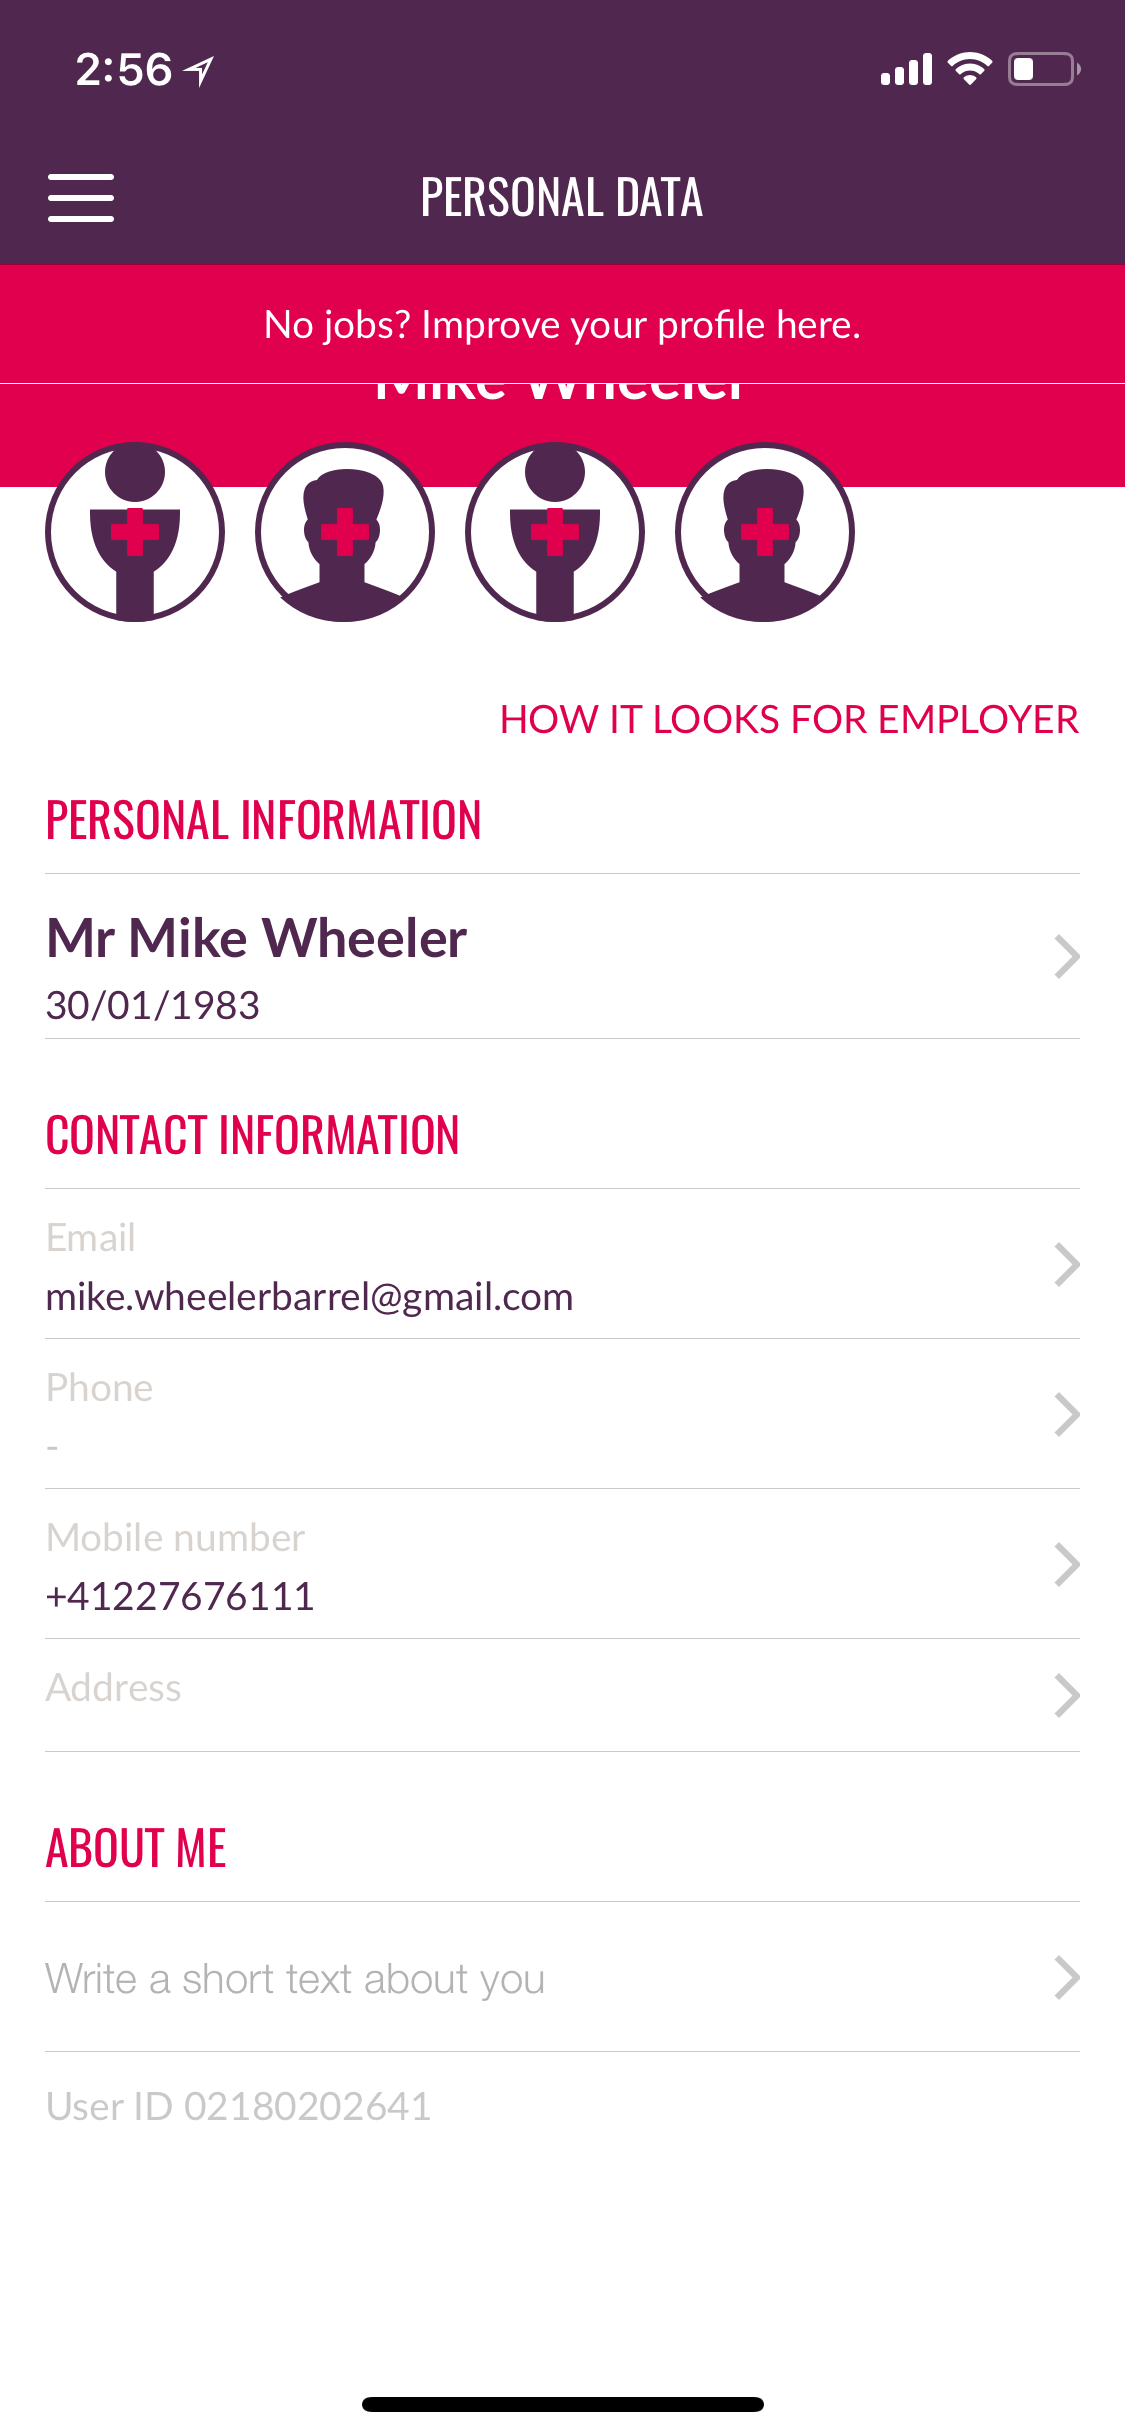 2:56
PERSONAL DATA
No jobs? Improve your profile here.
Mike Wheeler
HOW IT LOOKS FOR EMPLOYER
PERSONAL INFORMATION
Mr Mike Wheeler
30/01/1983
CONTACT INFORMATION
Email
mike.wheelerbarrel@gmail.com
Phone
-
Mobile number
+41227676111
Address
ABOUT ME
Write a short text about you
User ID 02180202641